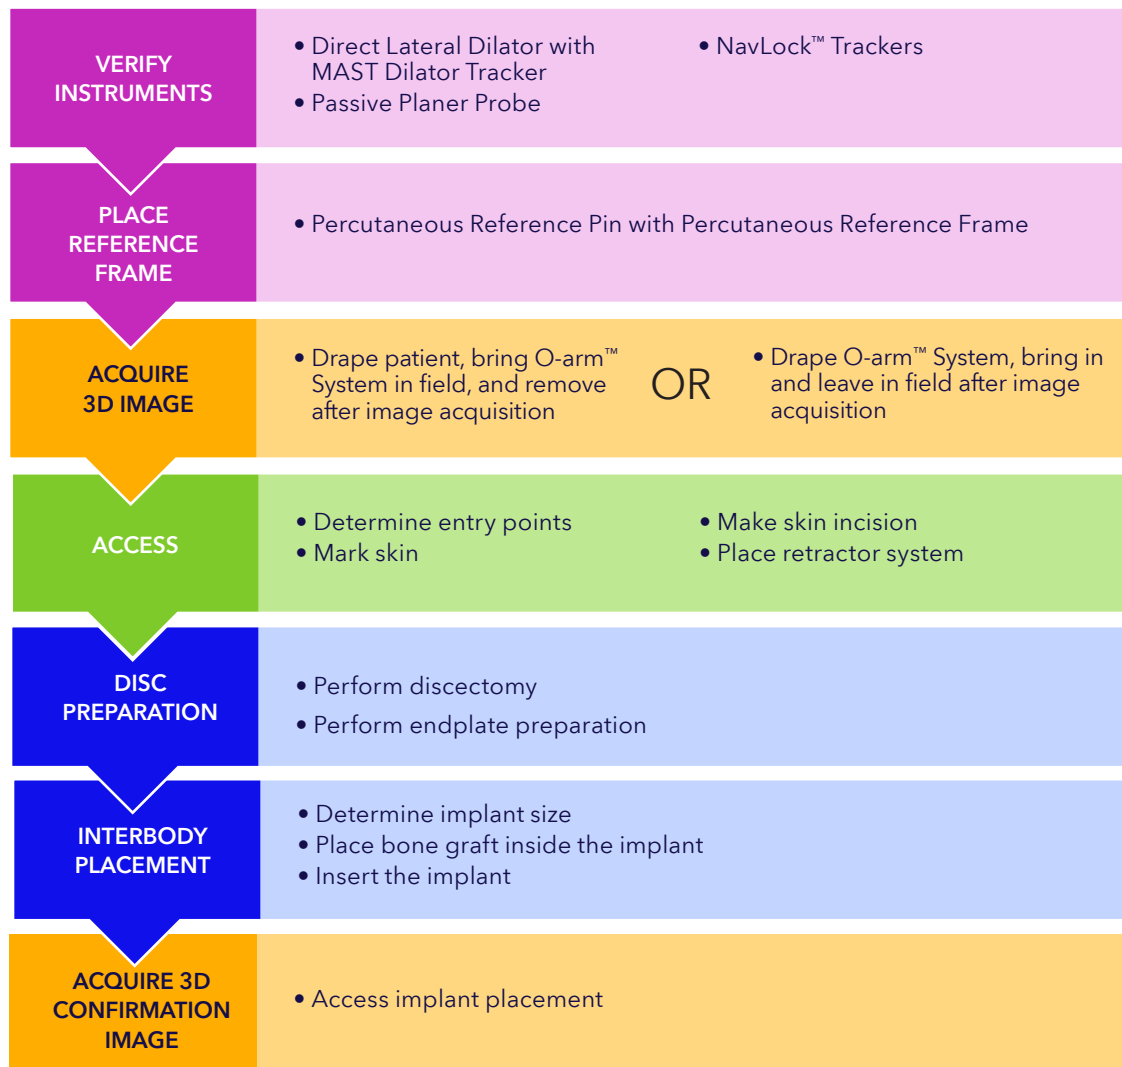 VERIFY
INSTRUMENTS
• Direct Lateral Dilator with
MAST Dilator Tracker
• Passive Planer Probe
• NavLock™ Trackers
PLACE
REFERENCE
FRAME
• Percutaneous Reference Pin with Percutaneous Reference Frame
ACQUIRE
3D IMAGE
• Drape patient, bring O-arm™
System in field, and remove
after image acquisition
OR
• Drape O-arm™ System, bring in
and leave in field after image
acquisition
ACCESS
• Determine entry points
• Mark skin
• Make skin incision
• Place retractor system
DISC
PREPARATION
• Perform discectomy
• Perform endplate preparation
INTERBODY
PLACEMENT
• Determine implant size
• Place bone graft inside the implant
• Insert the implant
ACQUIRE 3D
CONFIRMATION
IMAGE
• Access implant placement